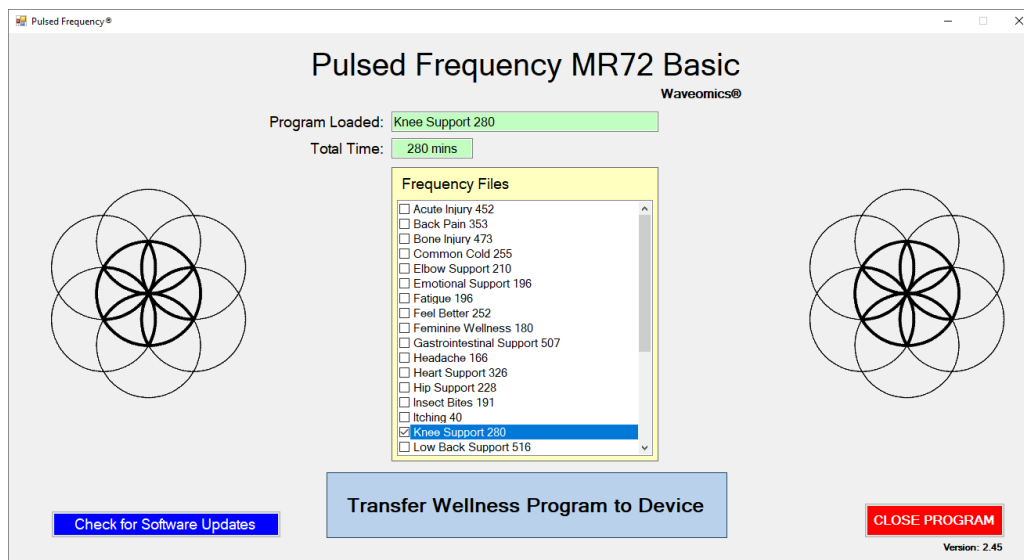 Pulsed Frequency®
Pulsed Frequency MR72 Basic
Waveomics®
Program Loaded: Knee Support 280
Total Time: 280 mins
Frequency Files
Acute Injury 452
Back Pain 353
Bone Injury 473
Common Cold 255
Elbow Support 210
Emotional Support 196
Fatigue 196
Feel Better 252
Feminine Wellness 180
Gastrointestinal Support 507
Headache 166
Heart Support 326
Hip Support 228
Insect Bites 191
Itching 40
Knee Support 280
Low Back Support 516
Transfer Wellness Program to Device
Check for Software Updates
CLOSE PROGRAM
Version: 2.45